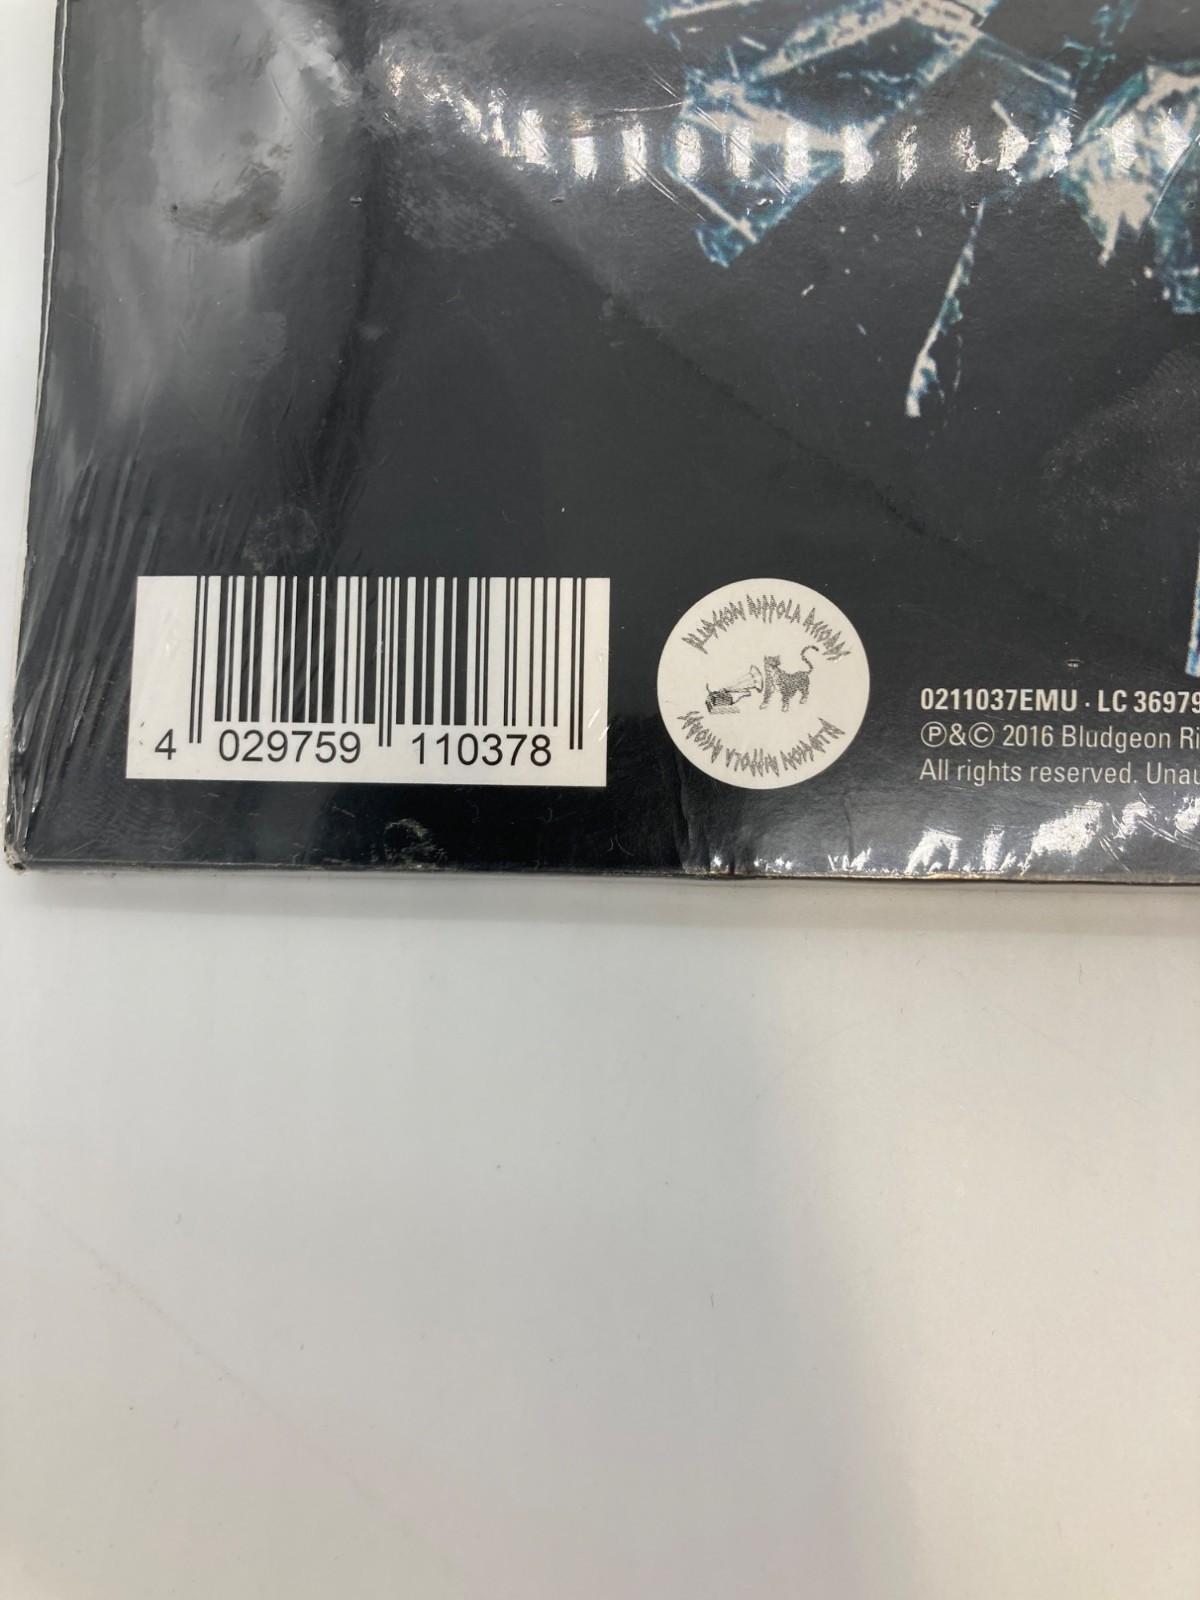 4 029759 110378
BLUDGEON RIFFOLA RECORDS
BLUDGEON RIFFOLA RECORDS
0211037EMU · LC 36979
Ⓟ&© 2016 Bludgeon Ri
All rights reserved. Unau